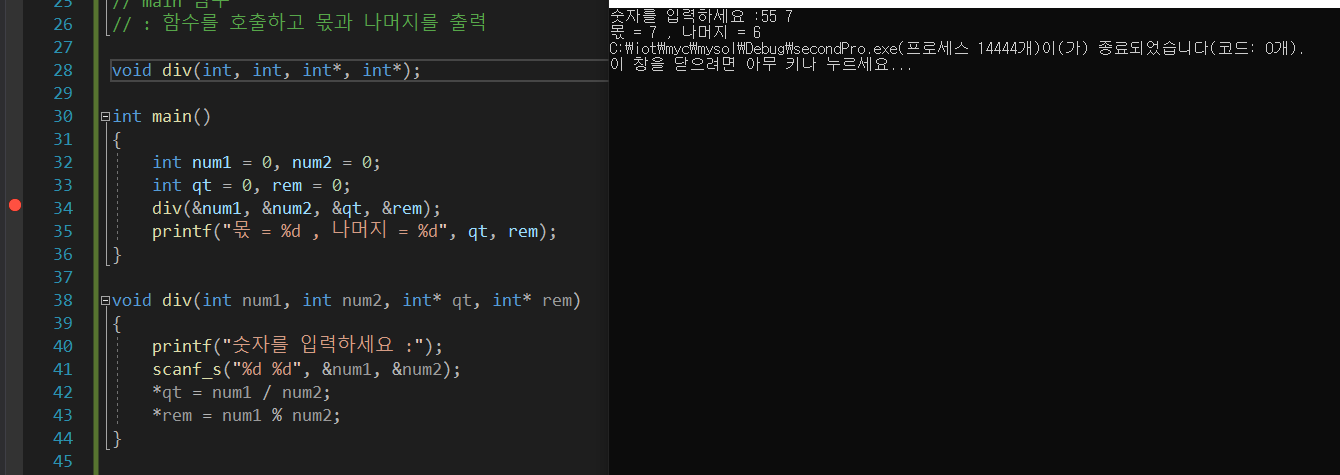 25 // main 함수
26 // : 함수를 호출하고 몫과 나머지를 출력
27
28 void div(int, int, int*, int*);
29
30 int main()
31 {
32 int num1 = 0, num2 = 0;
33 int qt = 0, rem = 0;
34 div(&num1, &num2, &qt, &rem);
35 printf("몫 = %d , 나머지 = %d", qt, rem);
36 }
37
38 void div(int num1, int num2, int* qt, int* rem)
39 {
40 printf("숫자를 입력하세요 :");
41 scanf_s("%d %d", &num1, &num2);
42 *qt = num1 / num2;
43 *rem = num1 % num2;
44 }
45
숫자를 입력하세요 :55 7
몫 = 7 , 나머지 = 6
C:₩iot₩myc₩mysol₩Debug₩secondPro.exe(프로세스 14444개)이(가) 종료되었습니다(코드: 0개).
이 창을 닫으려면 아무 키나 누르세요...